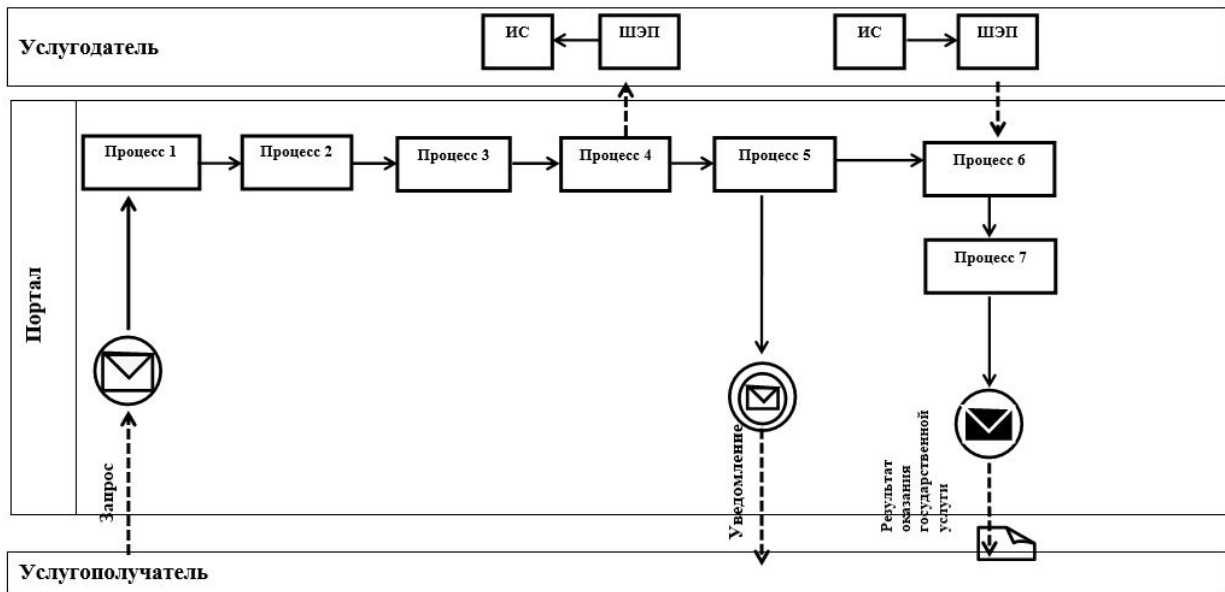 Услугодатель
ИС
ШЭП
ИС
ШЭП
Портал
Процесс 1
Процесс 2
Процесс 3
Процесс 4
Процесс 5
Процесс 6
Процесс 7
Запрос
Уведомление
Результат
оказания
государственной
услуги
Услугополучатель